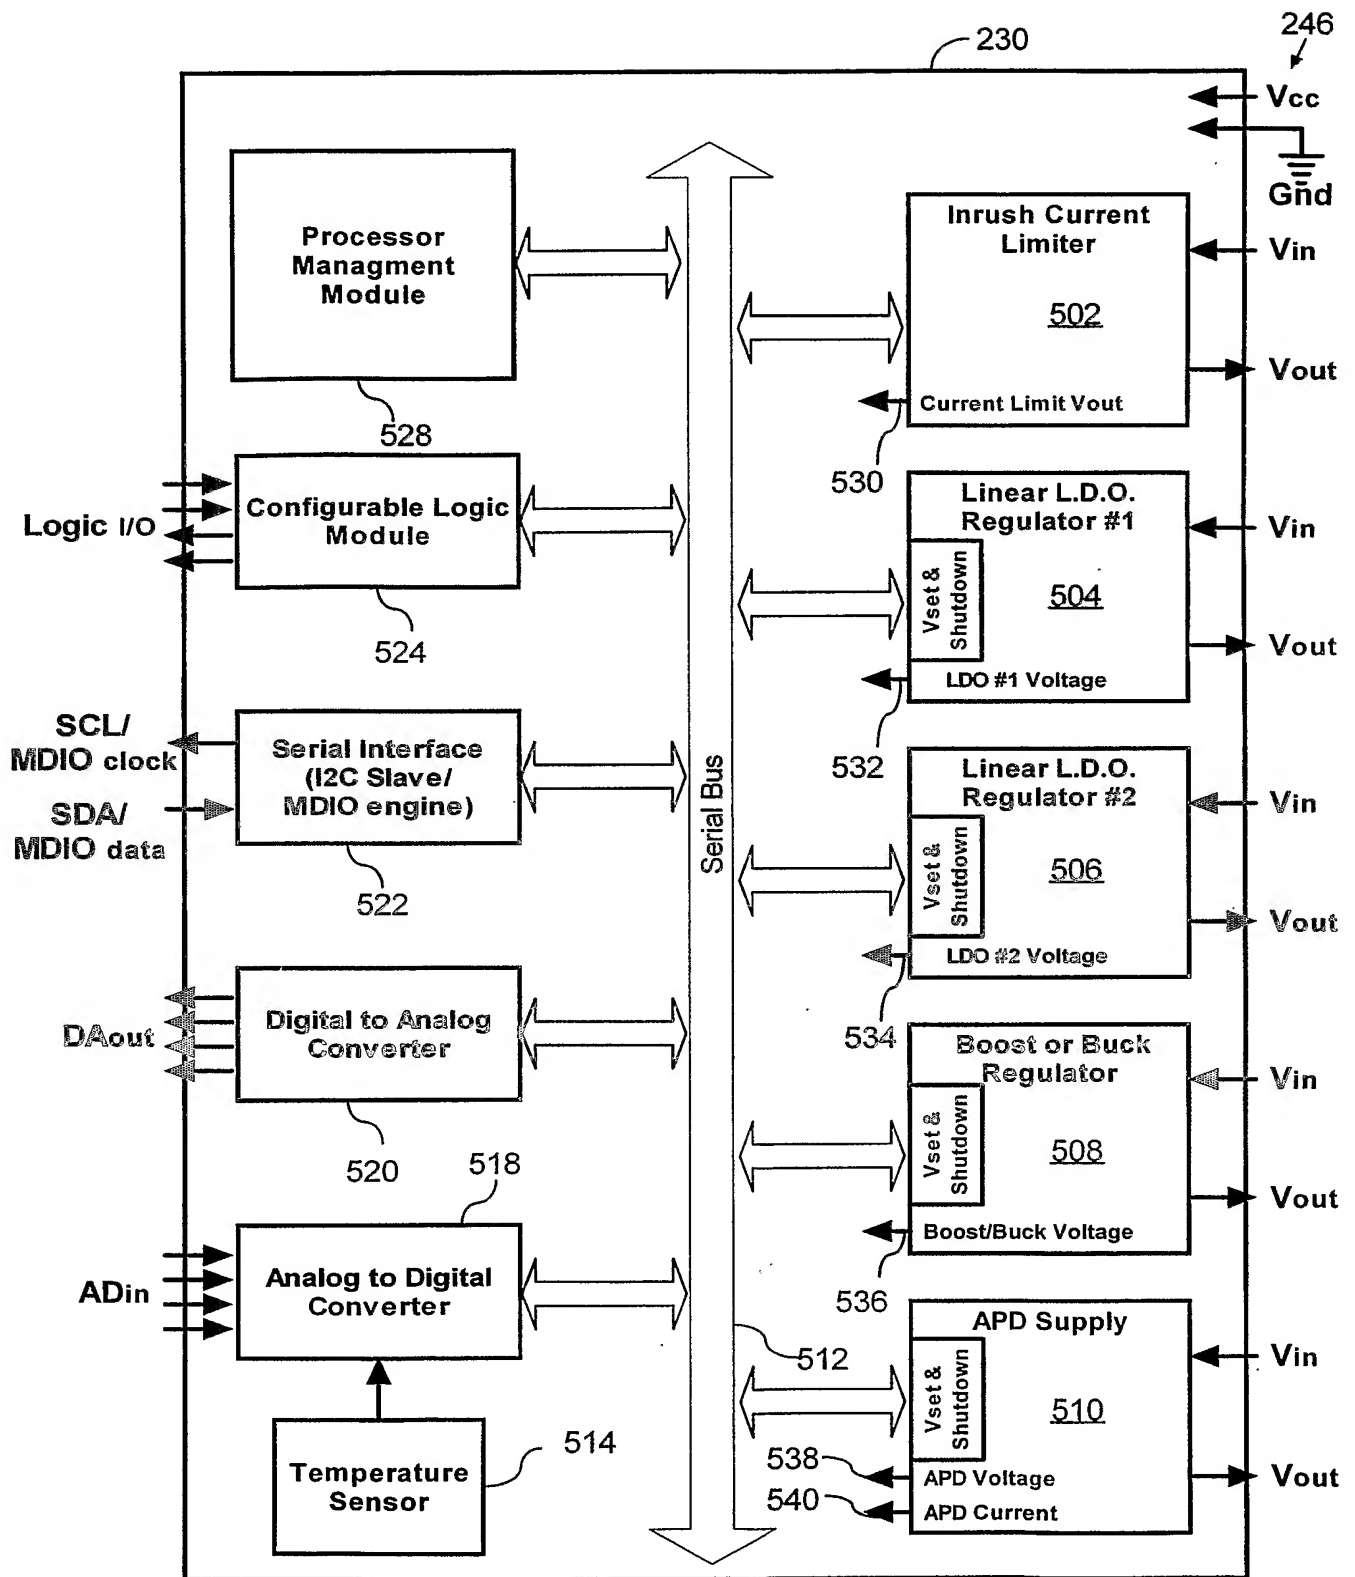 246
230
Vcc
Gnd
Processor
Managment
Module
528
Inrush Current
Limiter
502
Vin
Vout
Current Limit Vout
530
Logic I/O
Configurable Logic
Module
524
Linear L.D.O.
Regulator #1
504
Vset &
Shutdown
Vin
Vout
LDO #1 Voltage
532
SCL/
MDIO clock
SDA/
MDIO data
Serial Interface
(I2C Slave/
MDIO engine)
522
Serial Bus
Linear L.D.O.
Regulator #2
506
Vset &
Shutdown
Vin
Vout
LDO #2 Voltage
534
DAout
Digital to Analog
Converter
520
Boost or Buck
Regulator
508
Vset &
Shutdown
Vin
Vout
Boost/Buck Voltage
536
518
ADin
Analog to Digital
Converter
512
APD Supply
510
Vset &
Shutdown
Vin
Vout
538
APD Voltage
540
APD Current
514
Temperature
Sensor